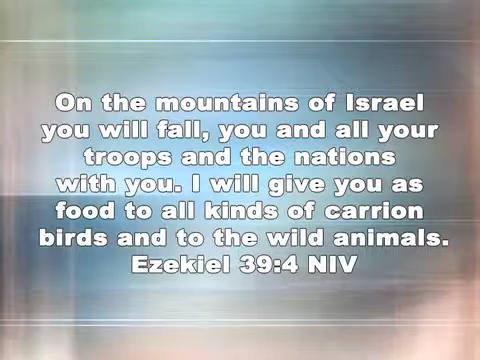 On the mountains of Israel
you will fall, you and all your
troops and the nations
with you. I will give you as
food to all kinds of carrion
birds and to the wild animals.
Ezekiel 39:4 NIV